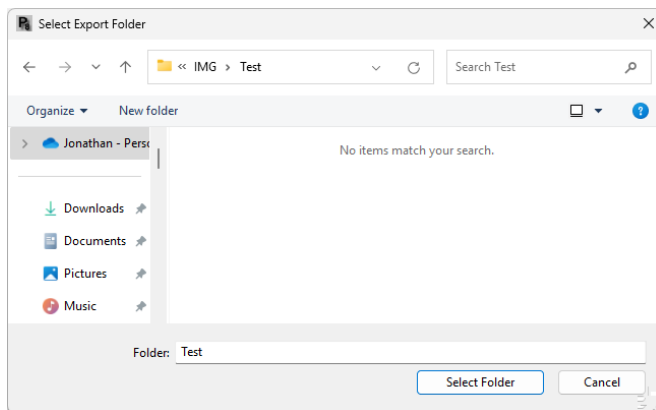 Select Export Folder
« IMG > Test
Search Test
Organize
New folder
Jonathan - Perso
No items match your search.
Downloads
Documents
Pictures
Music
Folder: Test
Select Folder
Cancel